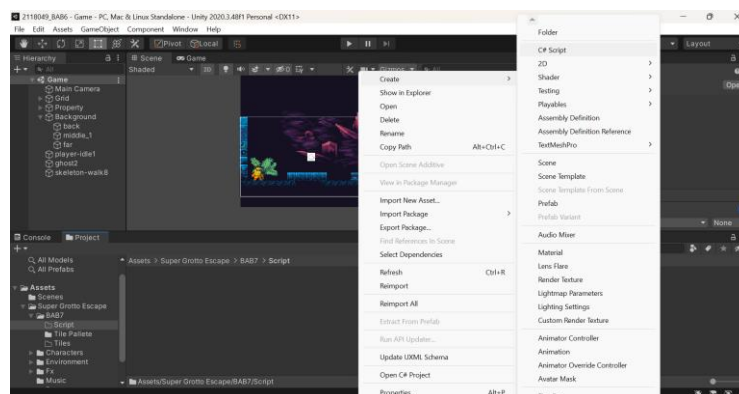 2118049_BAB6 - Game - PC, Mac & Linux Standalone - Unity 2020.3.48f1 Personal <DX11>
File Edit Assets GameObject Component Window Help
Pivot Local
Layout
Hierarchy
Scene Game
All
Shaded 2D 0 Gizmos All
Game
Main Camera
Grid
Property
Background
back
middle_1
far
player-idle1
ghost2
skeleton-walk8
Console Project
All Models
All Prefabs
Assets > Super Grotto Escape > BAB7 > Script
Assets
Scenes
Super Grotto Escape
BAB7
Script
Tile Pallete
Tiles
Characters
Environment
Fx
Music
Assets/Super Grotto Escape/BAB7/Script
Create
Show in Explorer
Open
Delete
Rename
Copy Path Alt+Ctrl+C
Open Scene Additive
View in Package Manager
Import New Asset...
Import Package
Export Package...
Find References In Scene
Select Dependencies
Refresh Ctrl+R
Reimport
Reimport All
Extract From Prefab
Run API Updater...
Update UXML Schema
Open C# Project
Properties... Alt+P
Folder
C# Script
2D
Shader
Testing
Playables
Assembly Definition
Assembly Definition Reference
TextMeshPro
Scene
Scene Template
Scene Template From Scene
Prefab
Prefab Variant
Audio Mixer
Material
Lens Flare
Render Texture
Lightmap Parameters
Lighting Settings
Custom Render Texture
Animator Controller
Animation
Animator Override Controller
Avatar Mask
Ope
None